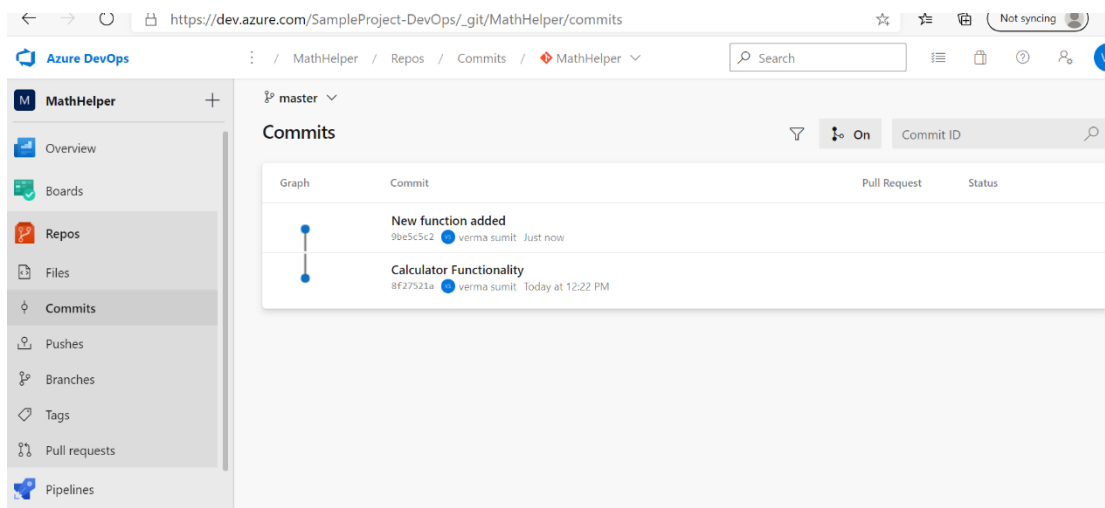 https://dev.azure.com/SampleProject-DevOps/_git/MathHelper/commits
Not syncing
Azure DevOps
/ MathHelper / Repos / Commits / MathHelper
Search
M MathHelper
master
Commits
On
Commit ID
Overview
Boards
Repos
Files
Commits
Pushes
Branches
Tags
Pull requests
Pipelines
Graph Commit Pull Request Status
New function added
9be5c5c2 VS verma sumit Just now
Calculator Functionality
8f27521a VS verma sumit Today at 12:22 PM